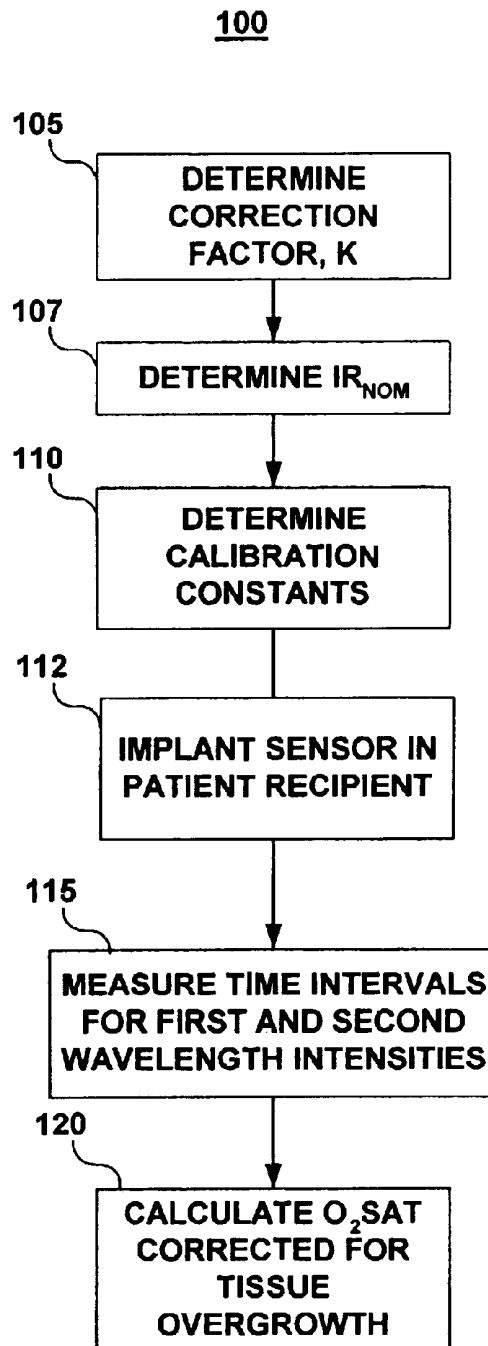 100
105
DETERMINE
CORRECTION
FACTOR, K
107
DETERMINE IR_NOM
110
DETERMINE
CALIBRATION
CONSTANTS
112
IMPLANT SENSOR IN
PATIENT RECIPIENT
115
MEASURE TIME INTERVALS
FOR FIRST AND SECOND
WAVELENGTH INTENSITIES
120
CALCULATE O₂SAT
CORRECTED FOR
TISSUE
OVERGROWTH